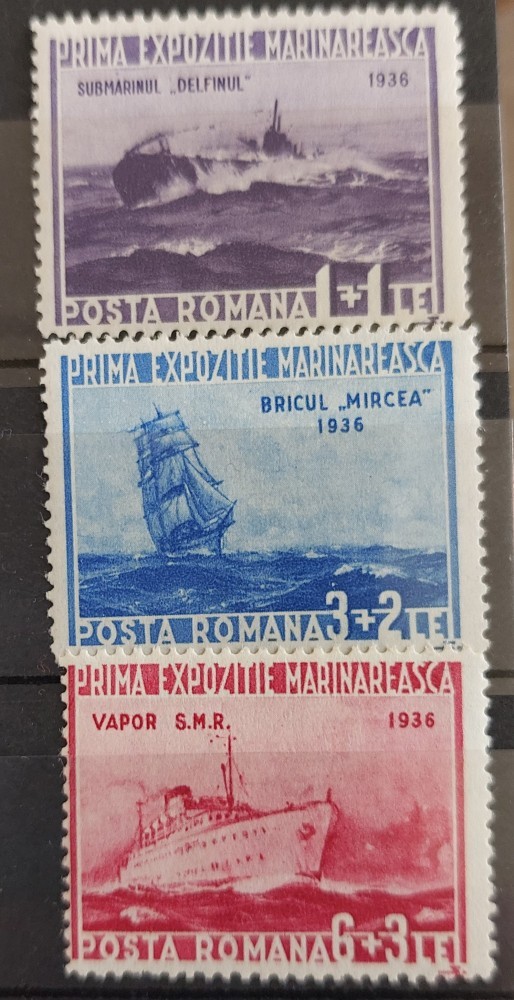 PRIMA EXPOZITIE MARINAREASCA
SUBMARINUL „DELFINUL” 1936
POSTA ROMANA 1+1 LEI
PRIMA EXPOZITIE MARINAREASCA
BRICUL „MIRCEA”
1936
POSTA ROMANA 3+2 LEI
PRIMA EXPOZITIE MARINAREASCA
VAPOR S.M.R. 1936
POSTA ROMANA 6+3 LEI